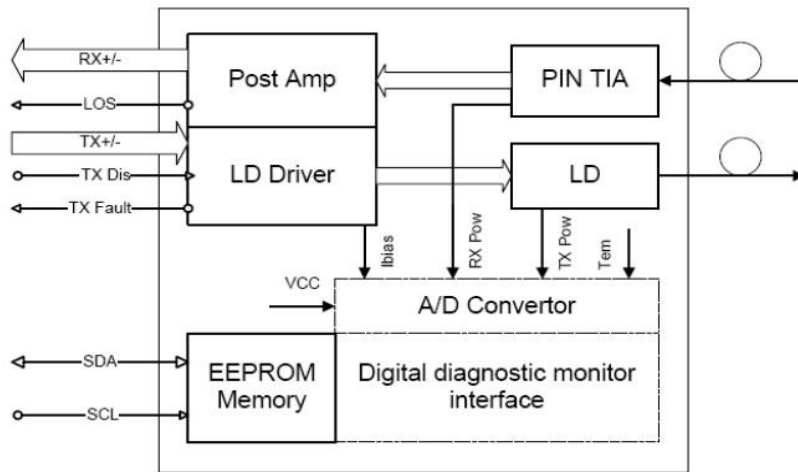 RX+/-
Post Amp
PIN TIA
LOS
TX+/-
LD Driver
LD
TX Dis
TX Fault
Ibias
RX Pow
TX Pow
Tem
VCC
A/D Convertor
SDA
EEPROM
Memory
Digital diagnostic monitor
interface
SCL